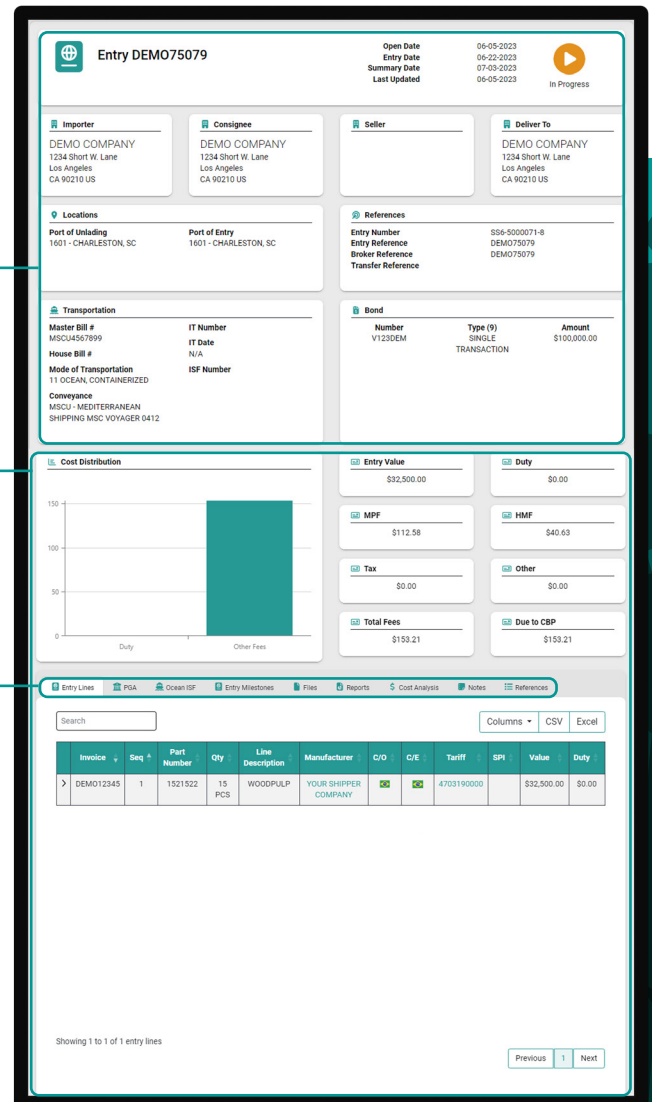 Entry DEMO75079
Open Date 06-05-2023
Entry Date 06-22-2023
Summary Date 07-03-2023
Last Updated 06-05-2023
In Progress
Importer
DEMO COMPANY
1234 Short W. Lane
Los Angeles
CA 90210 US
Consignee
DEMO COMPANY
1234 Short W. Lane
Los Angeles
CA 90210 US
Seller
Deliver To
DEMO COMPANY
1234 Short W. Lane
Los Angeles
CA 90210 US
Locations
Port of Unlading Port of Entry
1601 - CHARLESTON, SC 1601 - CHARLESTON, SC
References
Entry Number SS6-5000071-8
Entry Reference DEMO75079
Broker Reference DEMO75079
Transfer Reference
Transportation
Master Bill #
MSCU4567899
House Bill #
Mode of Transportation
11 OCEAN, CONTAINERIZED
Conveyance
MSCU - MEDITERRANEAN
SHIPPING MSC VOYAGER 0412
IT Number
IT Date
N/A
ISF Number
Bond
Number Type (9) Amount
V123DEM SINGLE $100,000.00
TRANSACTION
Cost Distribution
150
100
50
0
Duty Other Fees
Entry Value
$32,500.00
Duty
$0.00
MPF
$112.58
HMF
$40.63
Tax
$0.00
Other
$0.00
Total Fees
$153.21
Due to CBP
$153.21
Entry Lines PGA Ocean ISF Entry Milestones Files Reports Cost Analysis Notes References
Search
Columns CSV Excel
Invoice Seq Part Number Qty Line Description Manufacturer C/O C/E Tariff SPI Value Duty
DEMO12345 1 1521522 15 PCS WOODPULP YOUR SHIPPER COMPANY 4703190000 $32,500.00 $0.00
Showing 1 to 1 of 1 entry lines
Previous 1 Next